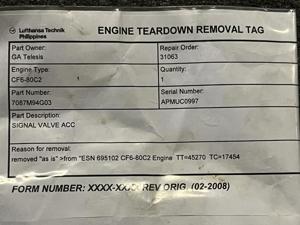 Lufthansa Technik
Philippines
ENGINE TEARDOWN REMOVAL TAG
Part Owner:
GA Telesis
Repair Order:
31063
Engine Type:
CF6-80C2
Quantity:
1
Part Number:
7087M94G03
Serial Number:
APMUC0997
Part Description:
SIGNAL VALVE ACC
Reason for removal:
removed "as is" >from "ESN 695102 CF6-80C2 Engine TT=45270 TC=17454
FORM NUMBER: XXXX-XXX REV ORIG (02-2008)